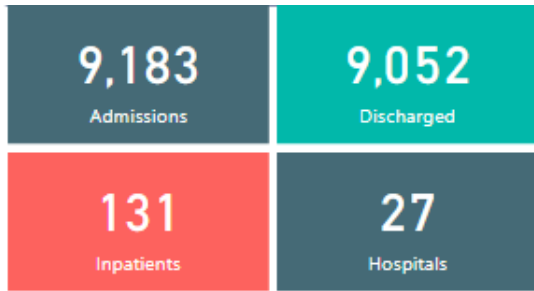 9,183
Admissions
9,052
Discharged
131
Inpatients
27
Hospitals